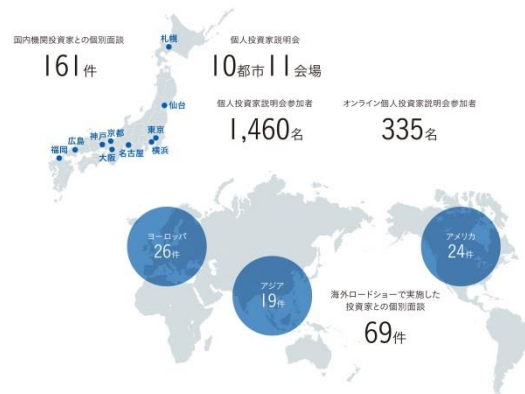 国内機関投資家との個別面談
161件
個人投資家説明会
10都市11会場
個人投資家説明会参加者
1,460名
オンライン個人投資家説明会参加者
335名
札幌
仙台
東京
横浜
名古屋
京都
神戸
大阪
広島
福岡
ヨーロッパ
26件
アジア
19件
アメリカ
24件
海外ロードショーで実施した
投資家との個別面談
69件